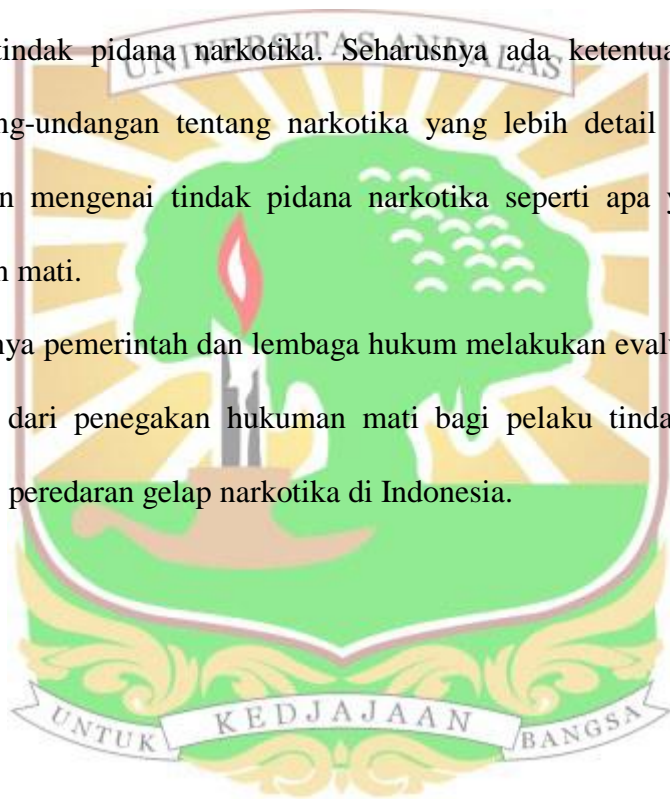 UNIVERSITAS ANDALAS
tindak pidana narkotika. Seharusnya ada ketentua
ng-undangan tentang narkotika yang lebih detail
n mengenai tindak pidana narkotika seperti apa y
n mati.
nya pemerintah dan lembaga hukum melakukan evalu
dari penegakan hukuman mati bagi pelaku tinda
peredaran gelap narkotika di Indonesia.
UNTUK KEDJAJAAN BANGSA